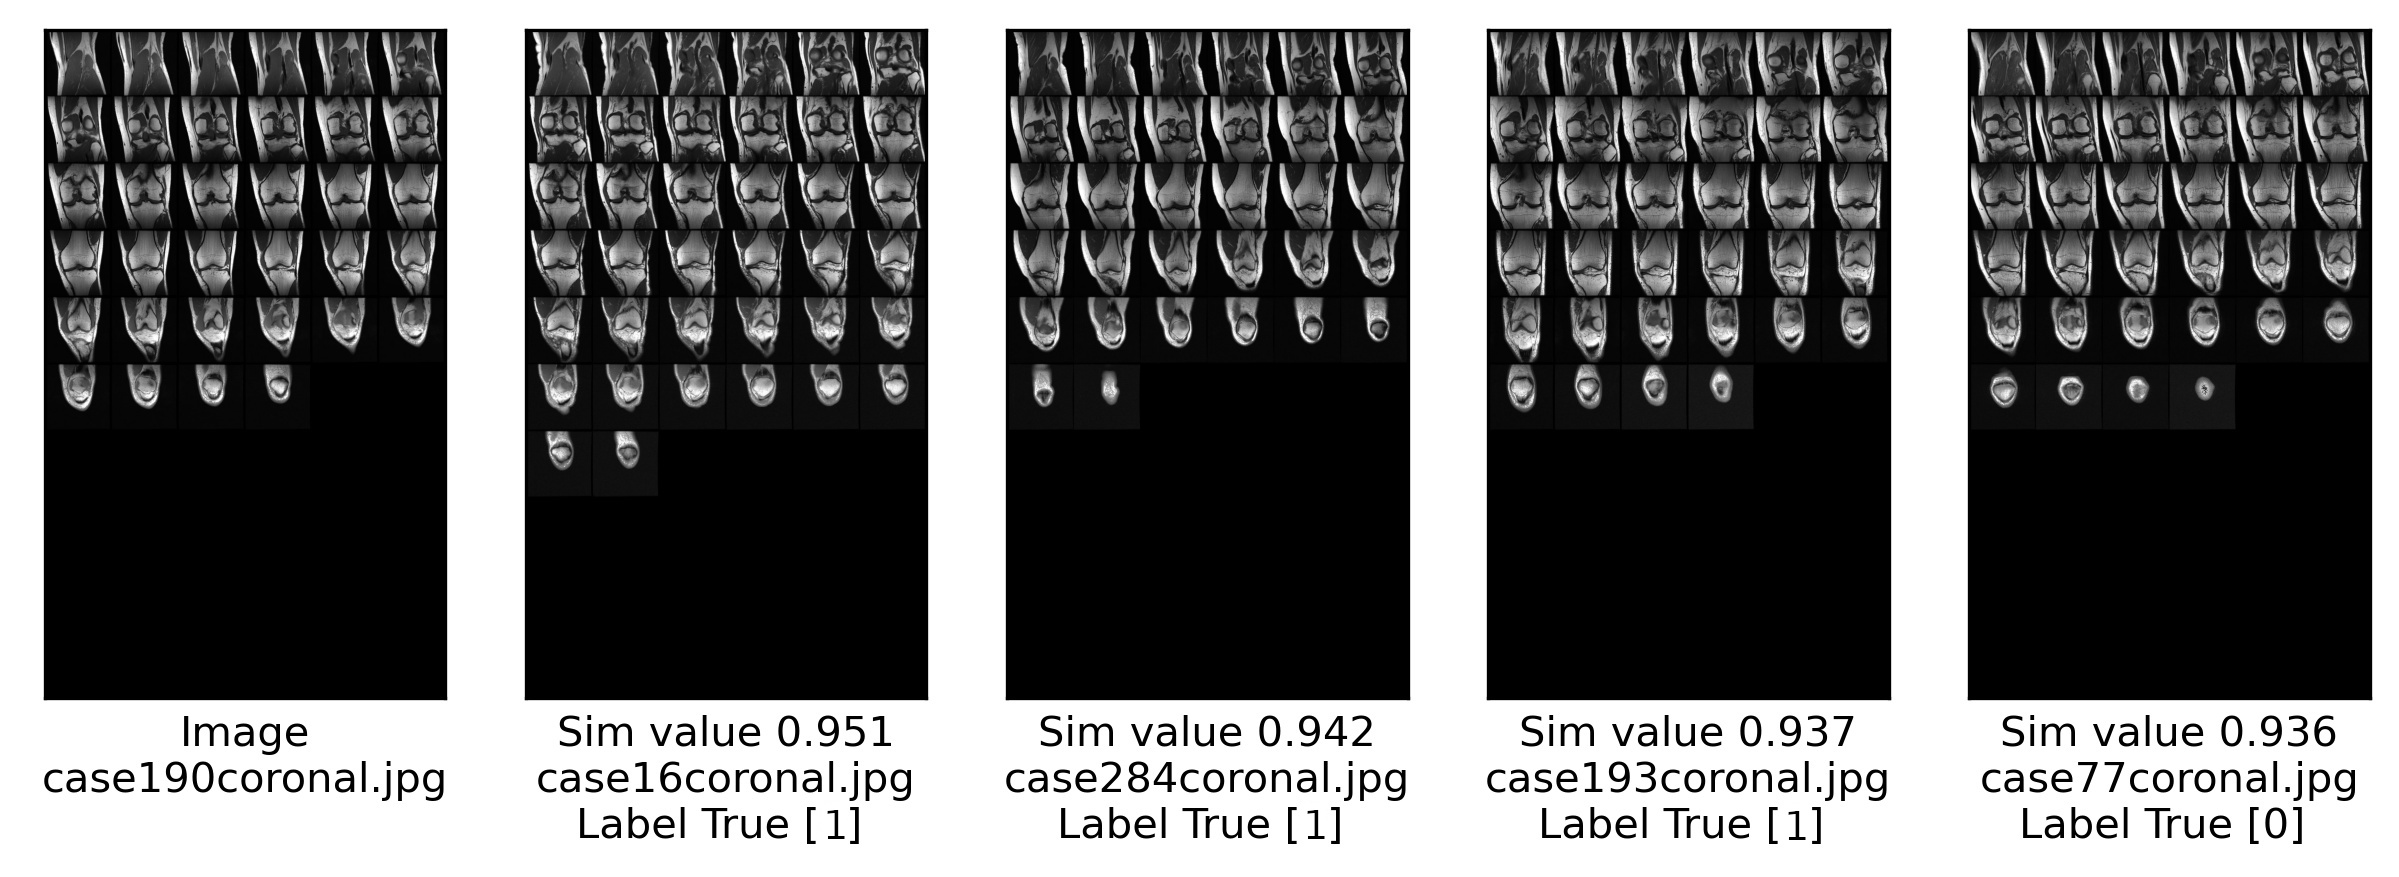 Image
case190coronal.jpg
Sim value 0.951
case16coronal.jpg
Label True [1]
Sim value 0.942
case284coronal.jpg
Label True [1]
Sim value 0.937
case193coronal.jpg
Label True [1]
Sim value 0.936
case77coronal.jpg
Label True [0]